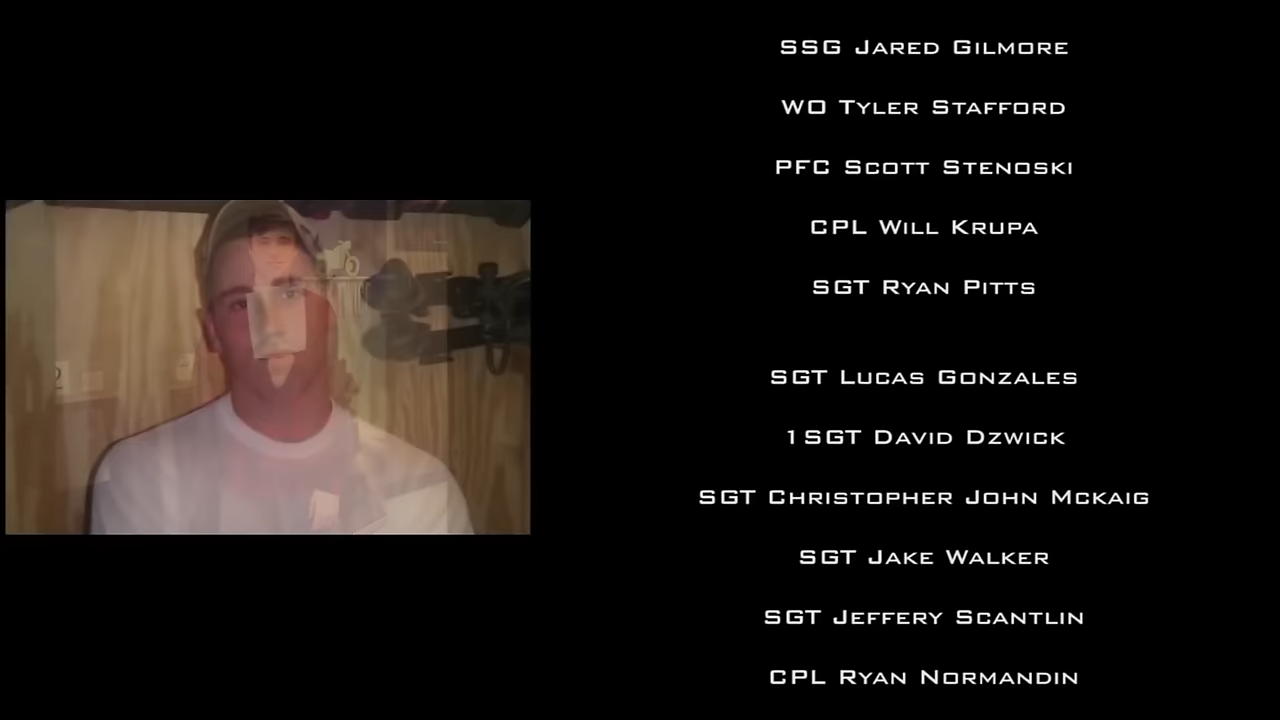 SSG Jared Gilmore
WO Tyler Stafford
PFC Scott Stenoski
CPL Will Krupa
SGT Ryan Pitts
SGT Lucas Gonzales
1SGT David Dzwick
SGT Christopher John Mckaig
SGT Jake Walker
SGT Jeffery Scantlin
CPL Ryan Normandin